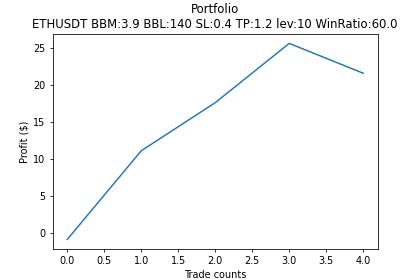 Portfolio
ETHUSDT BBM:3.9 BBL:140 SL:0.4 TP:1.2 lev:10 WinRatio:60.0
25
20
15
10
5
0
Profit ($)
0.0 0.5 1.0 1.5 2.0 2.5 3.0 3.5 4.0
Trade counts